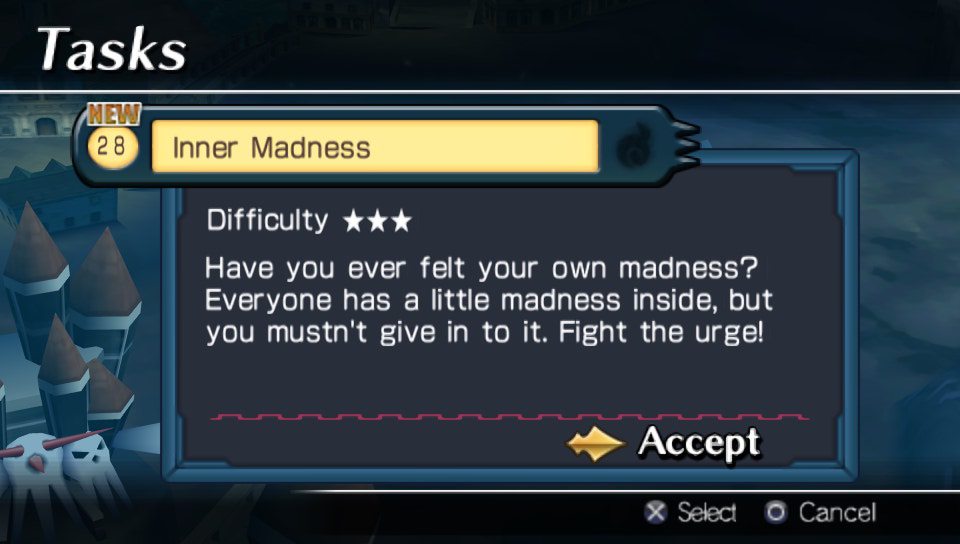 Tasks
NEW
28
Inner Madness
Difficulty ★★★
Have you ever felt your own madness?
Everyone has a little madness inside, but
you mustn't give in to it. Fight the urge!
Accept
Select
Cancel